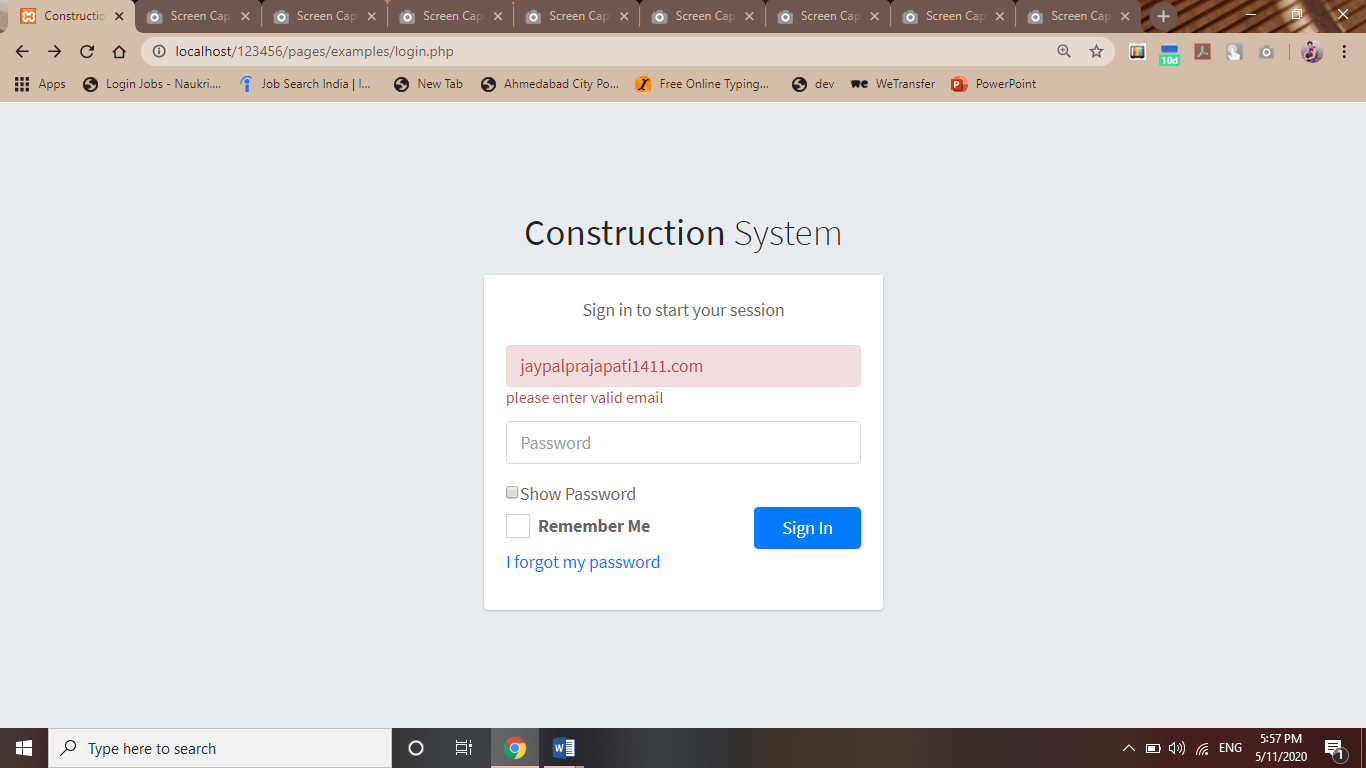 Constructio
Screen Cap
Screen Cap
Screen Cap
Screen Cap
Screen Cap
Screen Cap
Screen Cap
Screen Cap
localhost/123456/pages/examples/login.php
10d
Apps
Login Jobs - Naukri....
Job Search India | I...
New Tab
Ahmedabad City Po...
Free Online Typing...
dev
we WeTransfer
PowerPoint
Construction System
Sign in to start your session
jaypalprajapati1411.com
please enter valid email
Password
Show Password
Remember Me
Sign In
I forgot my password
Type here to search
ENG
5:57 PM
5/11/2020
1